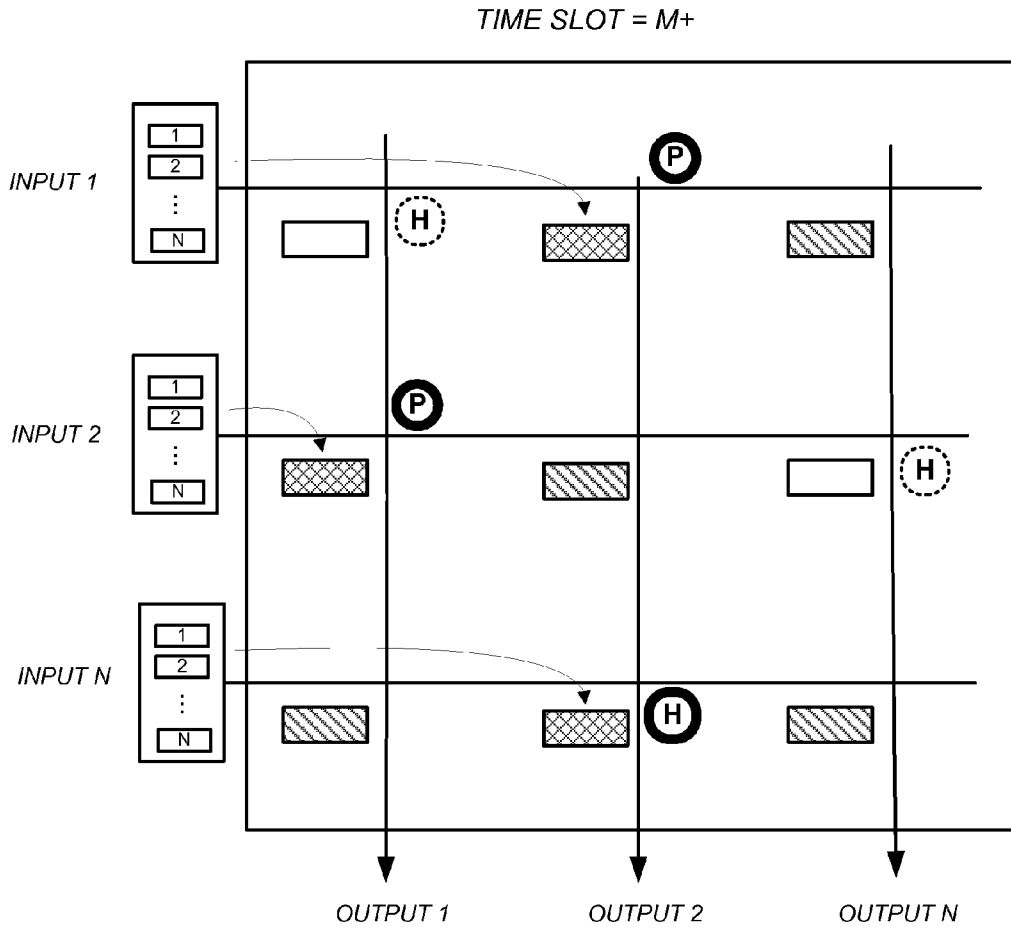 TIME SLOT = M+
1
P
2
INPUT 1
⋮
H
N
1
P
2
INPUT 2
⋮
H
N
1
2
INPUT N
⋮
H
N
OUTPUT 1 OUTPUT 2 OUTPUT N